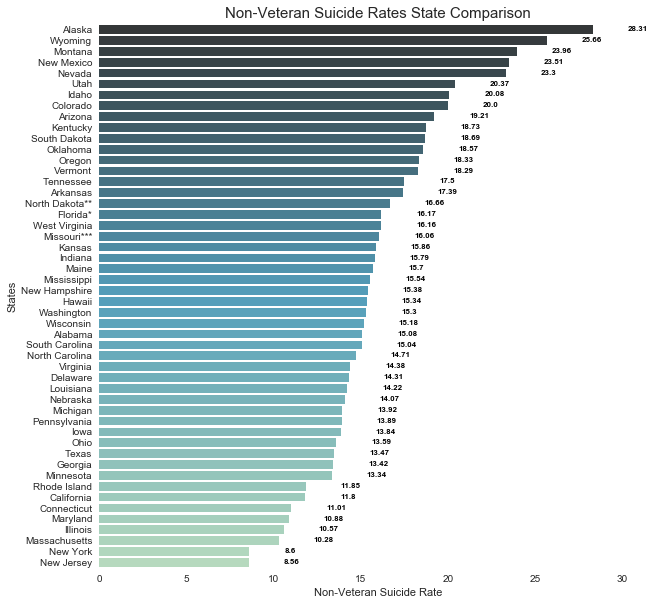 Non-Veteran Suicide Rates State Comparison
Alaska 28.31
Wyoming 25.66
Montana 23.96
New Mexico 23.51
Nevada 23.3
Utah 20.37
Idaho 20.08
Colorado 20.0
Arizona 19.21
Kentucky 18.73
South Dakota 18.69
Oklahoma 18.57
Oregon 18.33
Vermont 18.29
Tennessee 17.5
Arkansas 17.39
North Dakota** 16.66
Florida* 16.17
West Virginia 16.16
Missouri*** 16.06
Kansas 15.86
Indiana 15.79
Maine 15.7
Mississippi 15.54
New Hampshire 15.38
Hawaii 15.34
Washington 15.3
Wisconsin 15.18
Alabama 15.08
South Carolina 15.04
North Carolina 14.71
Virginia 14.38
Delaware 14.31
Louisiana 14.22
Nebraska 14.07
Michigan 13.92
Pennsylvania 13.89
Iowa 13.84
Ohio 13.59
Texas 13.47
Georgia 13.42
Minnesota 13.34
Rhode Island 11.85
California 11.8
Connecticut 11.01
Maryland 10.88
Illinois 10.57
Massachusetts 10.28
New York 8.6
New Jersey 8.56
States
0 5 10 15 20 25 30
Non-Veteran Suicide Rate